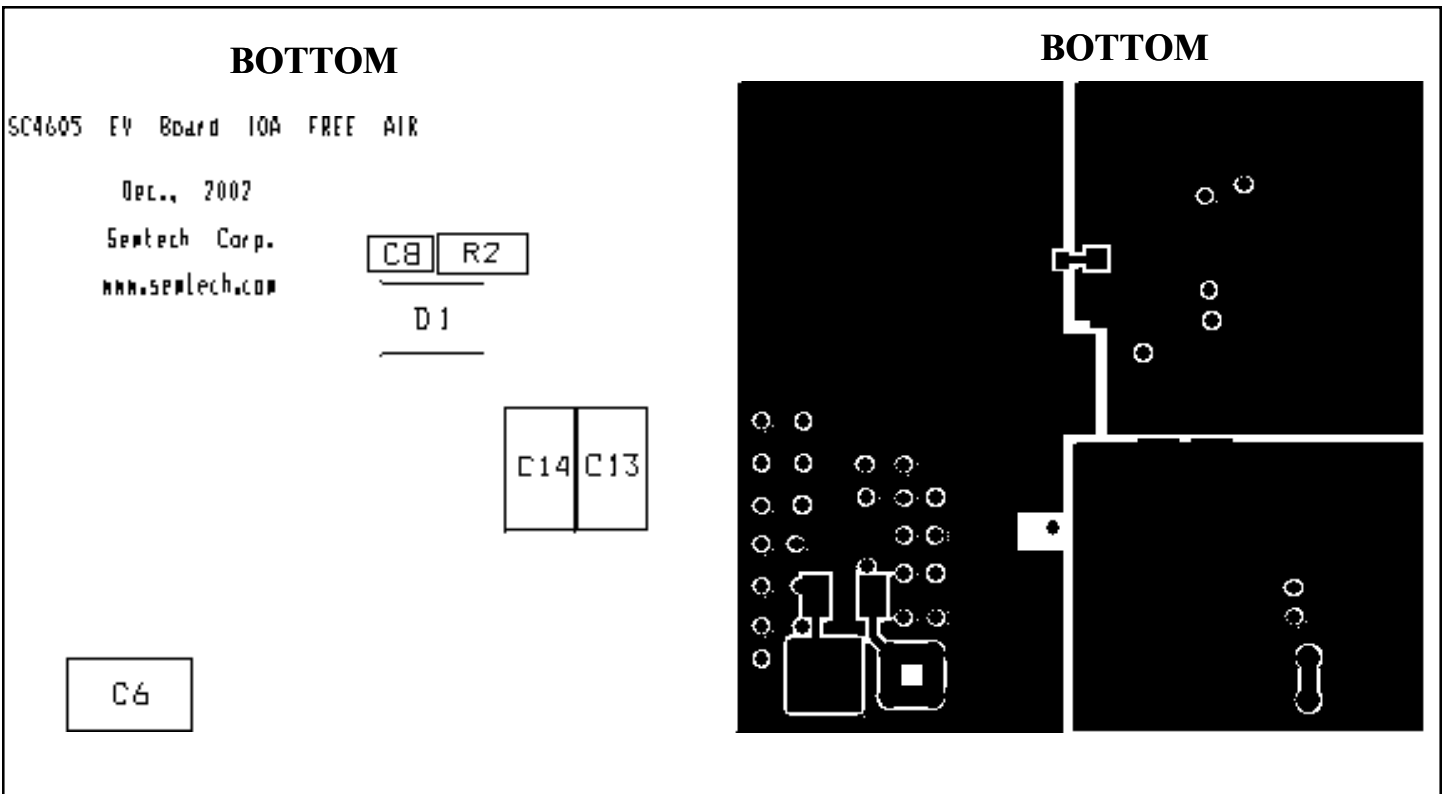 BOTTOM
BOTTOM
SC4605 EV Board 10A FREE AIR
Dec., 2002
Semtech Corp.
www.semtech.com
C8 R2
D1
C14 C13
C6